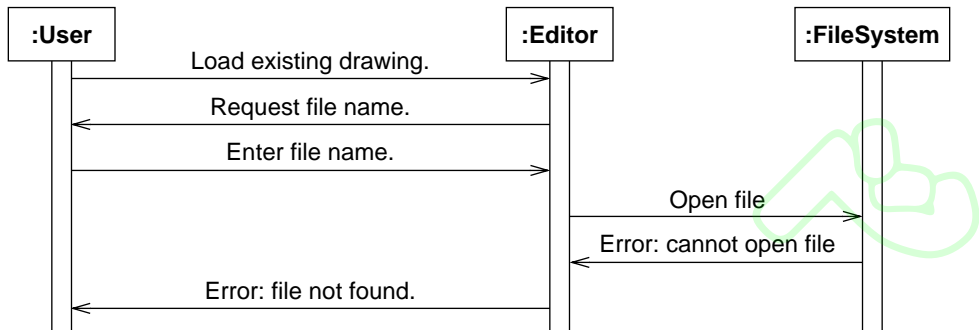 :User
:Editor
:FileSystem
Load existing drawing.
Request file name.
Enter file name.
Open file
Error: cannot open file
Error: file not found.